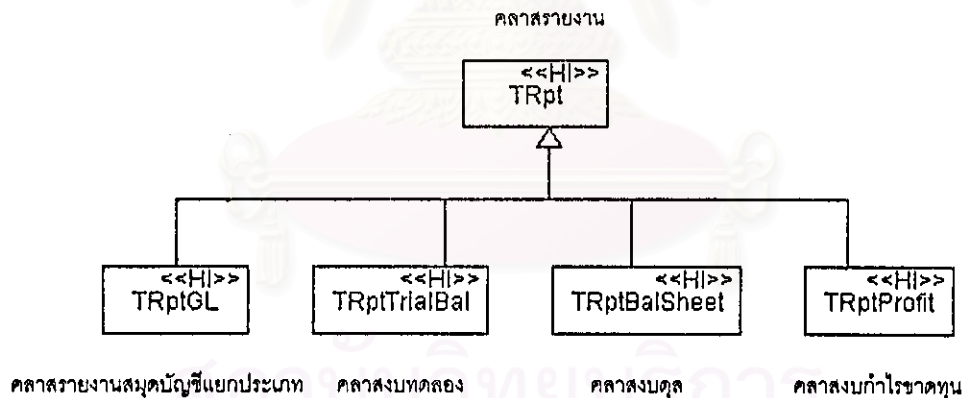 คลาสรายงาน
<<HI>>
TRpt
<<HI>>
TRptGL
<<HI>>
TRptTrialBal
<<HI>>
TRptBalSheet
<<HI>>
TRptProfit
คลาสรายงานสมุดบัญชีแยกประเภท
คลาสงบทดลอง
คลาสงบดุล
คลาสงบกำไรขาดทุน